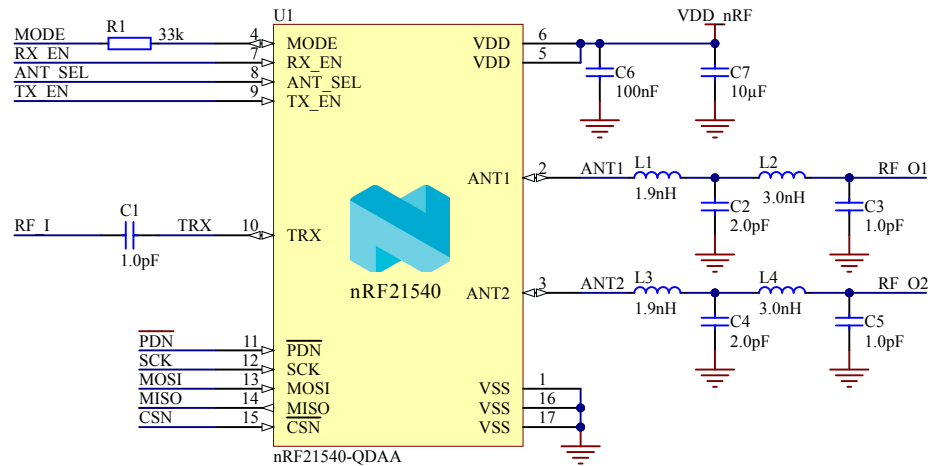 U1
VDD_nRF
MODE R1 33k 4 MODE VDD 6
RX_EN 7 RX_EN VDD 5
ANT_SEL 8 ANT_SEL C6 C7
TX_EN 9 TX_EN 100nF 10µF
ANT1 2 ANT1 L1 L2 RF_O1
1.9nH 3.0nH
C2 C3
2.0pF 1.0pF
RF_I C1 TRX 10 TRX
1.0pF
nRF21540
ANT2 3 ANT2 L3 L4 RF_O2
1.9nH 3.0nH
C4 C5
2.0pF 1.0pF
PDN 11 PDN
SCK 12 SCK
MOSI 13 MOSI VSS 1
MISO 14 MISO VSS 16
CSN 15 CSN VSS 17
nRF21540-QDAA